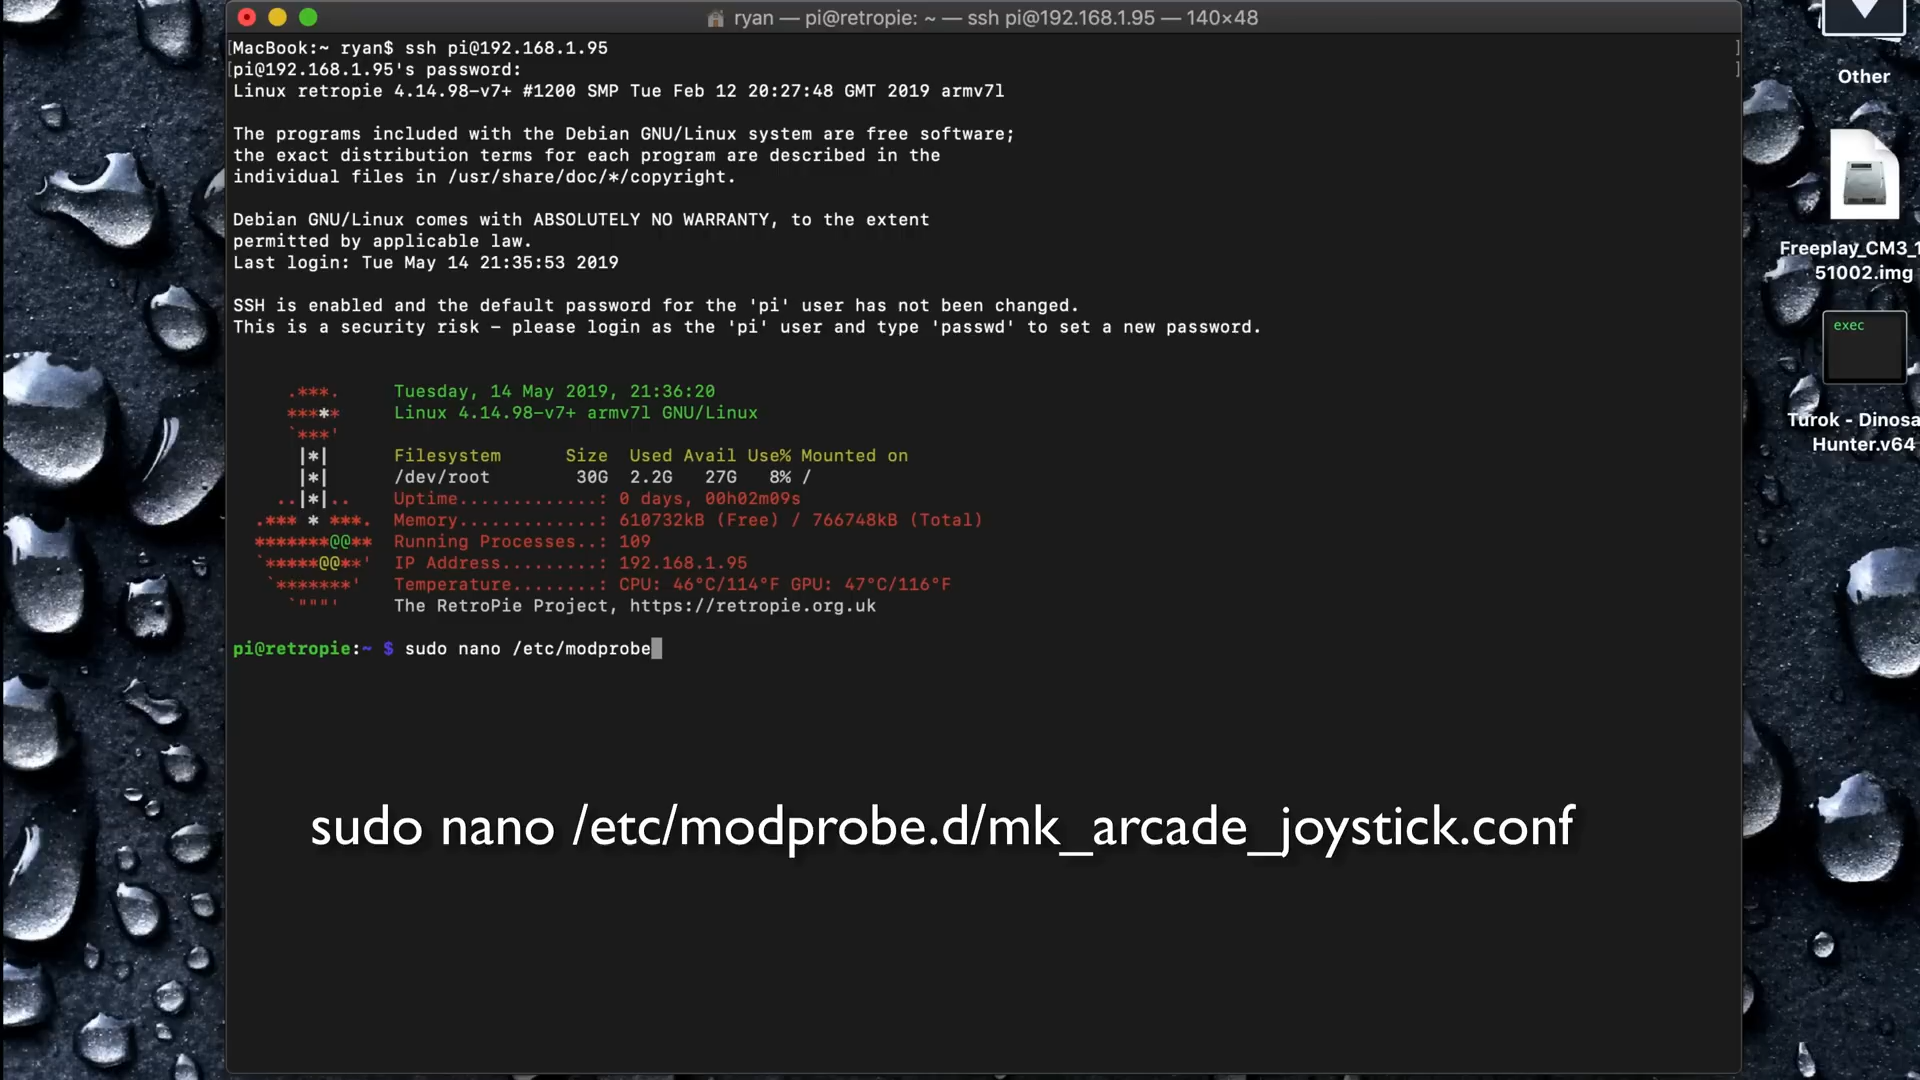 ryan — pi@retropie: ~ — ssh pi@192.168.1.95 — 140×48
[MacBook:~ ryan$ ssh pi@192.168.1.95 ]
[pi@192.168.1.95's password: ]
Linux retropie 4.14.98-v7+ #1200 SMP Tue Feb 12 20:27:48 GMT 2019 armv7l
The programs included with the Debian GNU/Linux system are free software;
the exact distribution terms for each program are described in the
individual files in /usr/share/doc/*/copyright.
Debian GNU/Linux comes with ABSOLUTELY NO WARRANTY, to the extent
permitted by applicable law.
Last login: Tue May 14 21:35:53 2019
SSH is enabled and the default password for the 'pi' user has not been changed.
This is a security risk - please login as the 'pi' user and type 'passwd' to set a new password.
.***. Tuesday, 14 May 2019, 21:36:20
***** Linux 4.14.98-v7+ armv7l GNU/Linux
`***'
|*| Filesystem Size Used Avail Use% Mounted on
|*| /dev/root 30G 2.2G 27G 8% /
..|*|.. Uptime.............: 0 days, 00h02m09s
.*** * ***. Memory.............: 610732kB (Free) / 766748kB (Total)
*******@@** Running Processes..: 109
`*****@@**' IP Address.........: 192.168.1.95
`*******' Temperature........: CPU: 46°C/114°F GPU: 47°C/116°F
`"""' The RetroPie Project, https://retropie.org.uk
pi@retropie:~ $ sudo nano /etc/modprobe
sudo nano /etc/modprobe.d/mk_arcade_joystick.conf
Other
Freeplay_CM3_1
51002.img
exec
Turok - Dinosa
Hunter.v64